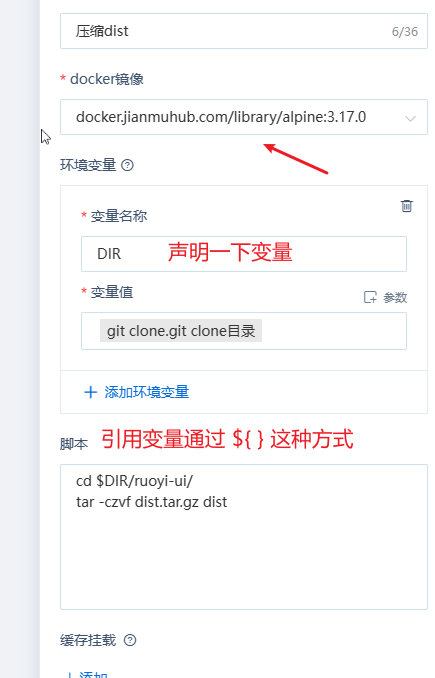 压缩dist
6/36
* docker镜像
docker.jianmuhub.com/library/alpine:3.17.0
环境变量
* 变量名称
DIR
声明一下变量
* 变量值
参数
git clone.git clone目录
添加环境变量
脚本
引用变量通过 ${ } 这种方式
cd $DIR/ruoyi-ui/
tar -czvf dist.tar.gz dist
缓存挂载
添加